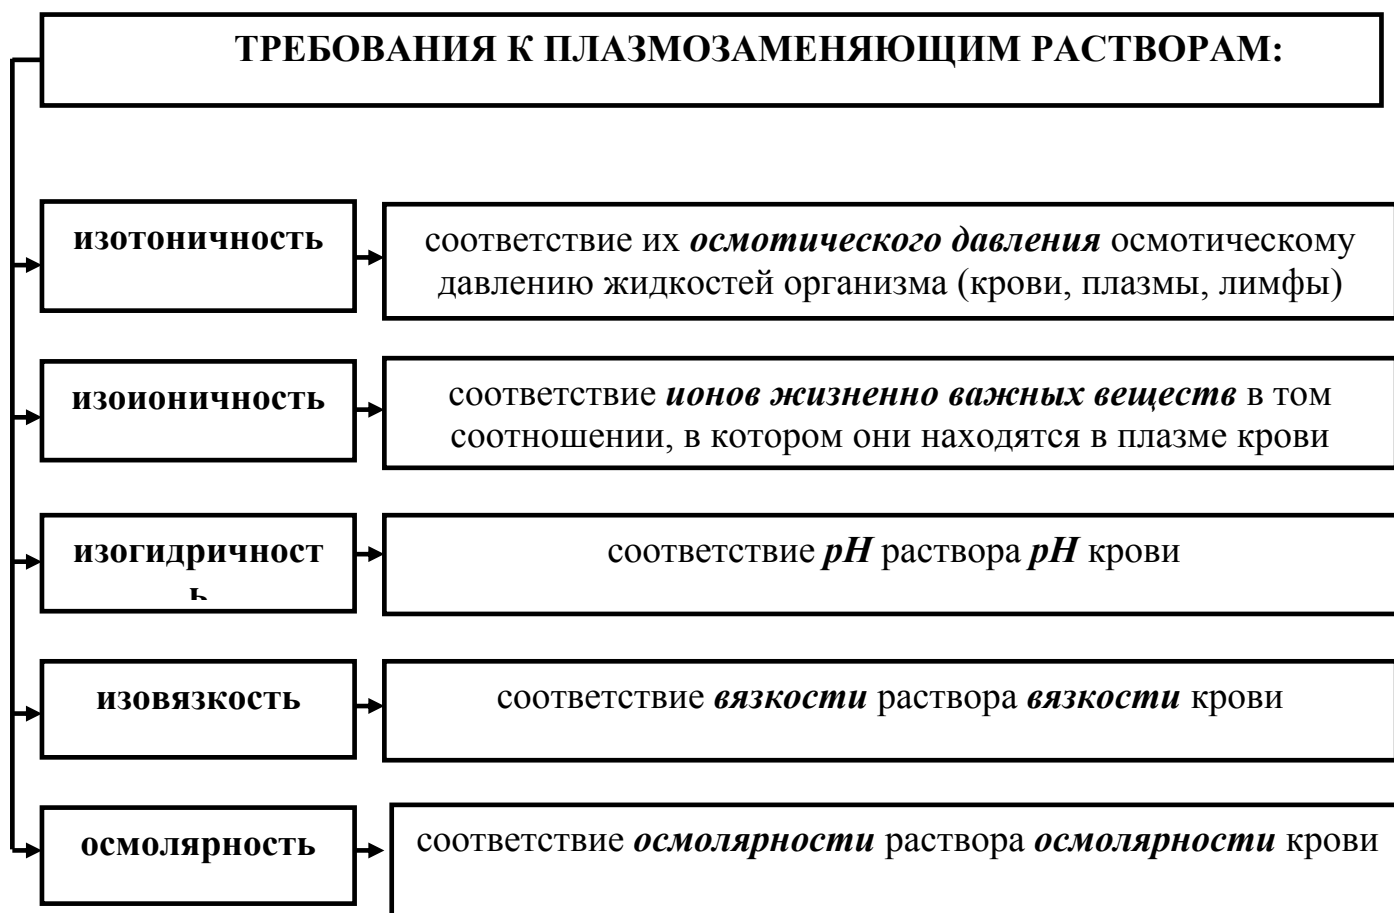 ТРЕБОВАНИЯ К ПЛАЗМОЗАМЕНЯЮЩИМ РАСТВОРАМ:
изотоничность
соответствие их осмотического давления осмотическому
давлению жидкостей организма (крови, плазмы, лимфы)
изоионичность
соответствие ионов жизненно важных веществ в том
соотношении, в котором они находятся в плазме крови
изогидричност
ь
соответствие pH раствора pH крови
изовязкость
соответствие вязкости раствора вязкости крови
осмолярность
соответствие осмолярности раствора осмолярности крови